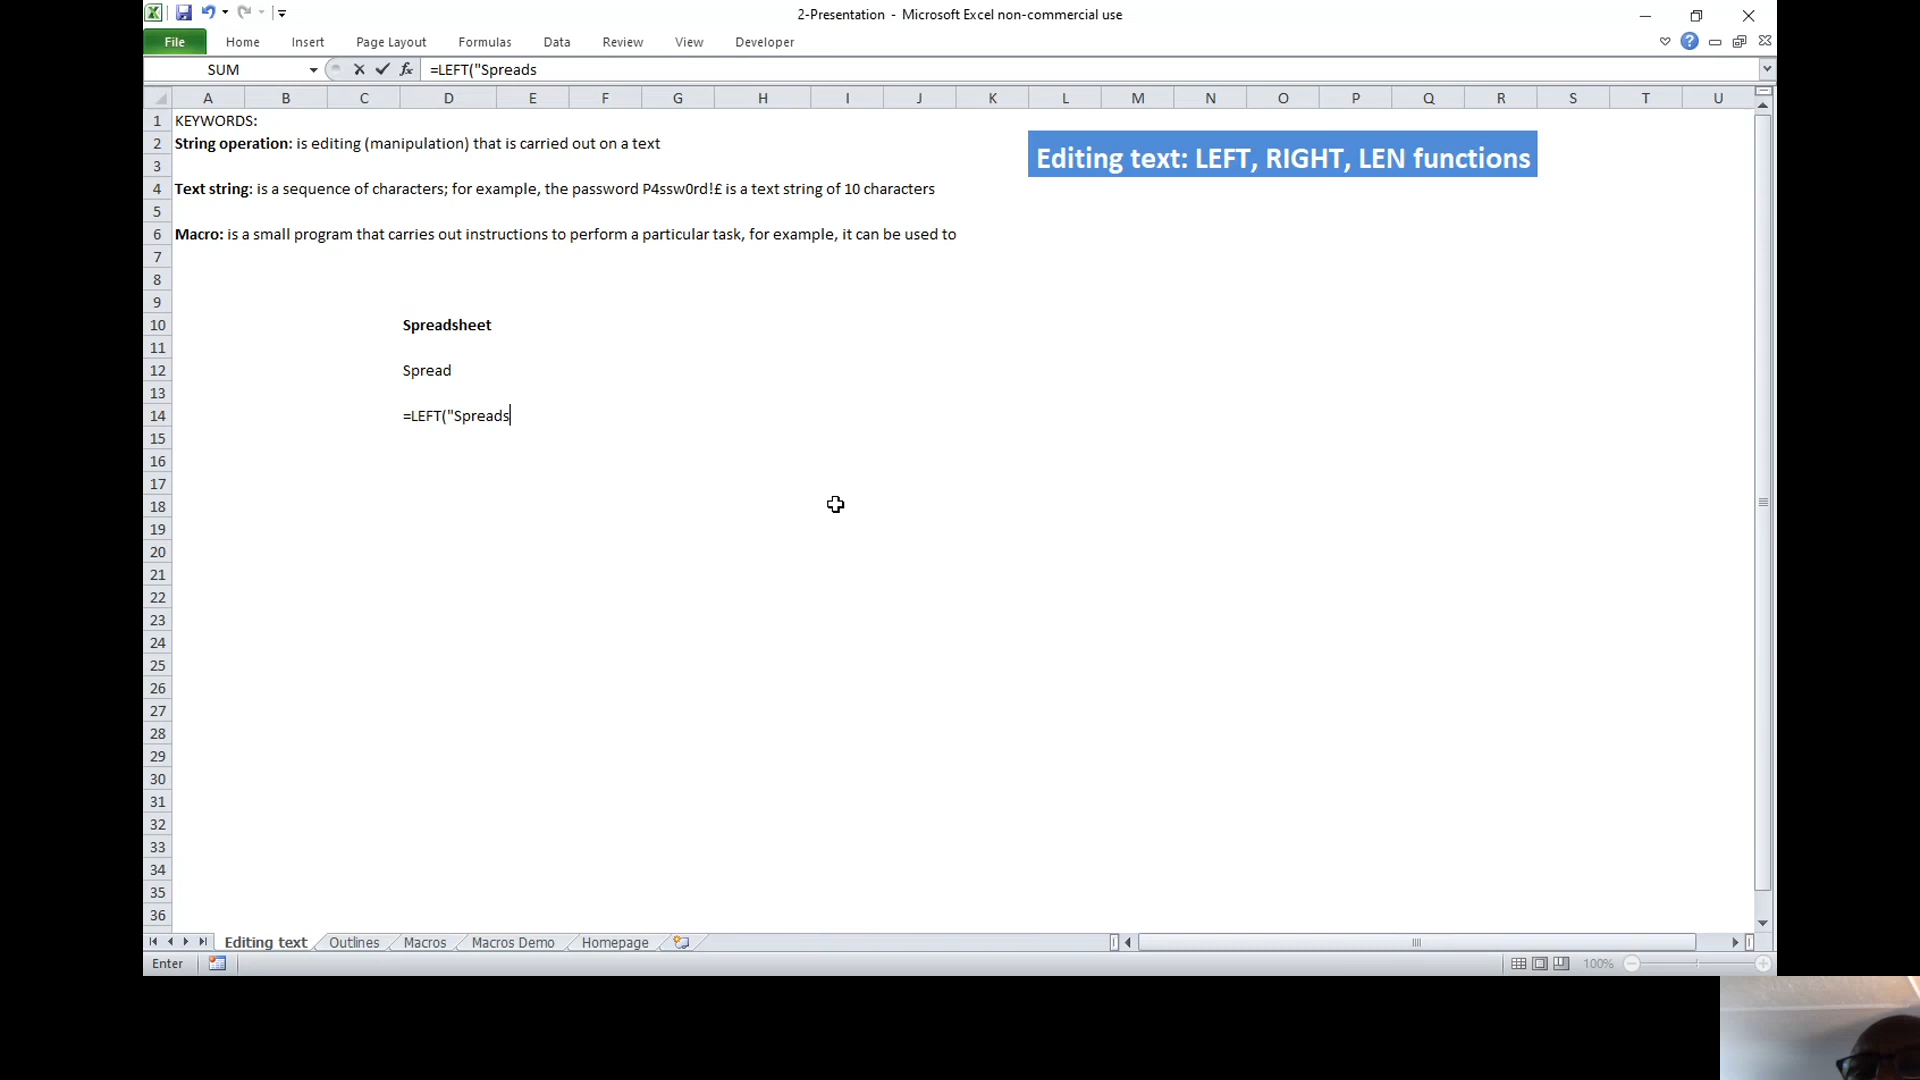 2-Presentation - Microsoft Excel non-commercial use
File Home Insert Page Layout Formulas Data Review View Developer
SUM =LEFT("Spreads
A B C D E F G H I J K L M N O P Q R S T U
1 KEYWORDS:
2 String operation: is editing (manipulation) that is carried out on a text
Editing text: LEFT, RIGHT, LEN functions
3
4 Text string: is a sequence of characters; for example, the password P4ssw0rd!£ is a text string of 10 characters
5
6 Macro: is a small program that carries out instructions to perform a particular task, for example, it can be used to
7
8
9
10 Spreadsheet
11
12 Spread
13
14 =LEFT("Spreads
15
16
17
18
19
20
21
22
23
24
25
26
27
28
29
30
31
32
33
34
35
36
Editing text Outlines Macros Macros Demo Homepage
Enter 100%